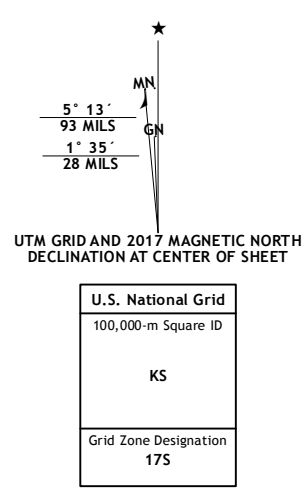 ★
MN
5° 13´
93 MILS
GN
1° 35´
28 MILS
UTM GRID AND 2017 MAGNETIC NORTH
DECLINATION AT CENTER OF SHEET
U.S. National Grid
100,000-m Square ID
KS
Grid Zone Designation
17S